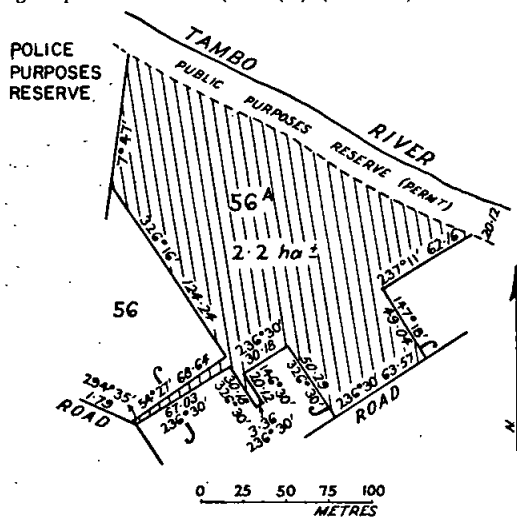 POLICE
PURPOSES
RESERVE
TAMBO
RIVER
PUBLIC PURPOSES RESERVE (PERMT)
20·12
7°47'
56A
2·2 ha ±
237°11' 62·16
326°16' 124·24
147°18'
49·04
56
236°30'
30·18
50·29
326°30'
146°30'
20·12
236°30' 63·57
ROAD
294°35'
1·79
54°27' 68·64
67·03
236°30'
30·18
326°30'
3·36
236°30'
ROAD
N
0 25 50 75 100
METRES